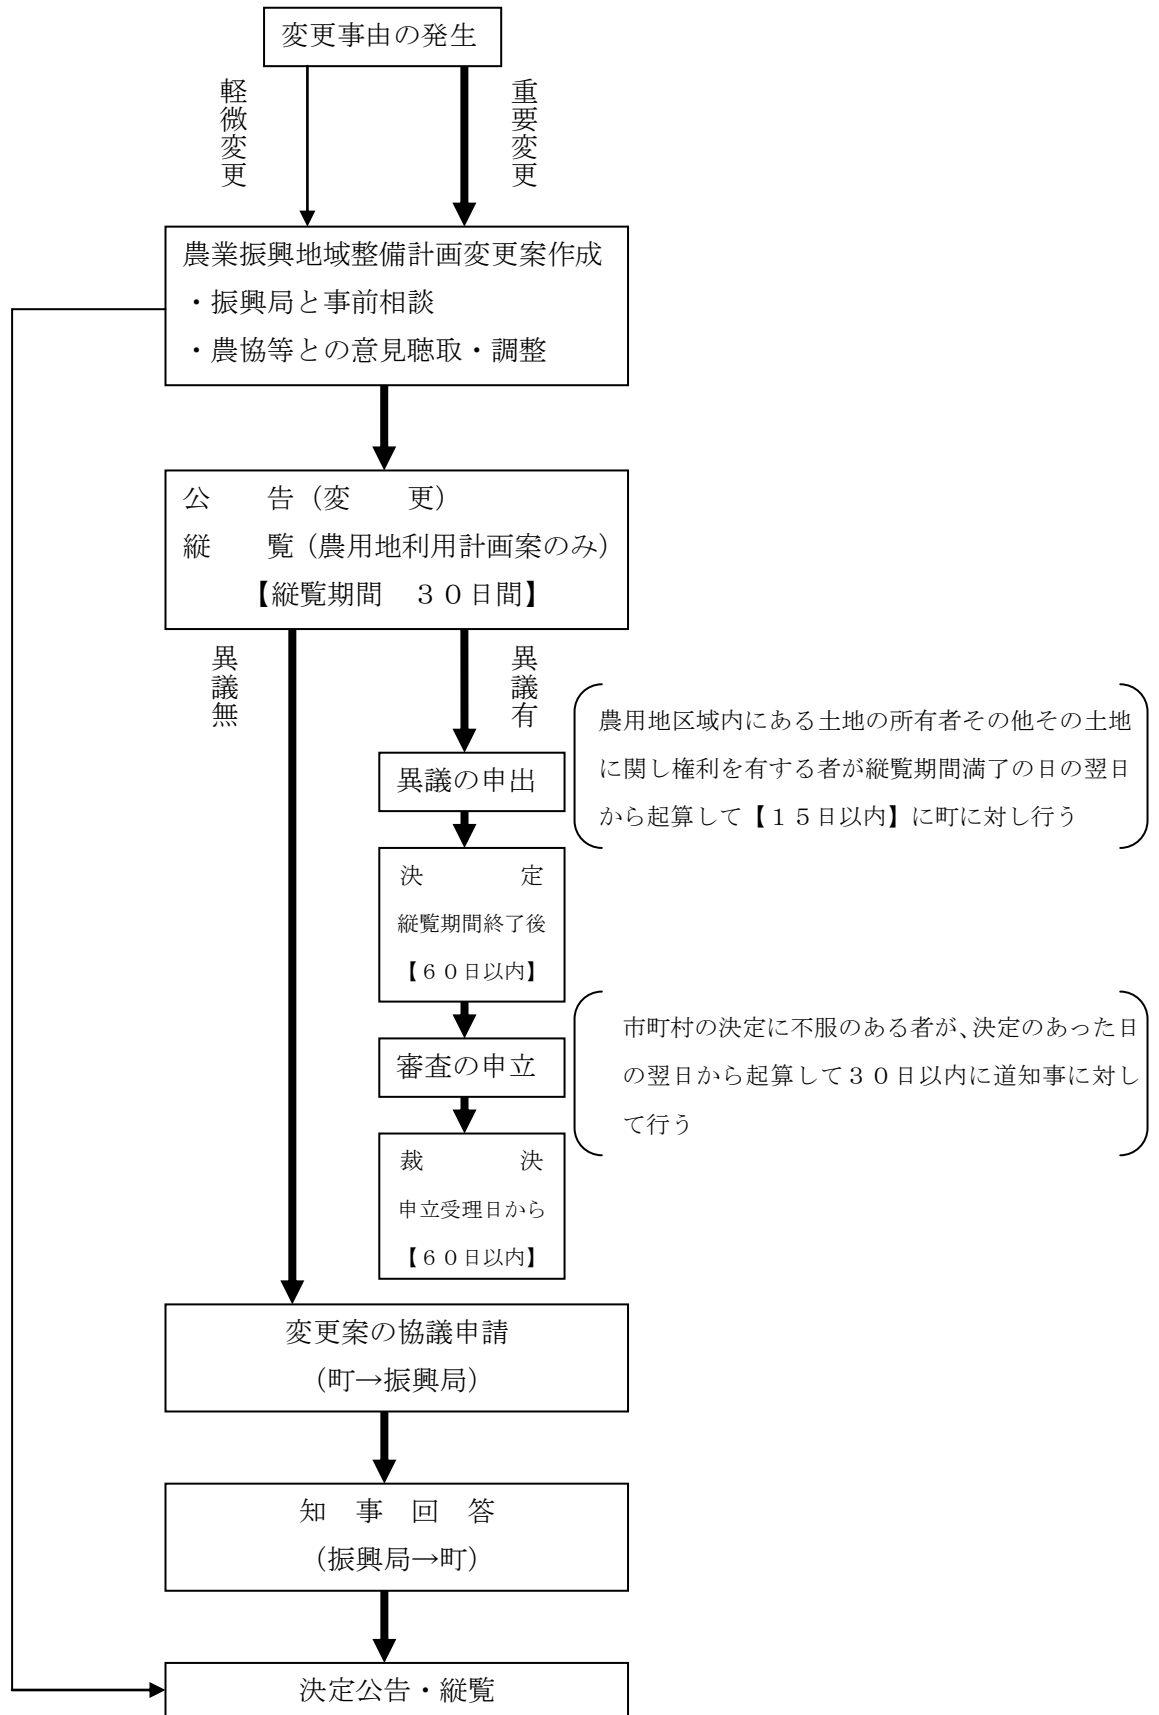 変更事由の発生
軽微変更
重要変更
農業振興地域整備計画変更案作成
・振興局と事前相談
・農協等との意見聴取・調整
公　　告（変　　更）
縦　　覧（農用地利用計画案のみ）
【縦覧期間　３０日間】
異議無
異議有
農用地区域内にある土地の所有者その他その土地
に関し権利を有する者が縦覧期間満了の日の翌日
から起算して【１５日以内】に町に対し行う
異議の申出
決　　　　定
縦覧期間終了後
【６０日以内】
市町村の決定に不服のある者が、決定のあった日
の翌日から起算して３０日以内に道知事に対し
て行う
審査の申立
裁　　　　決
申立受理日から
【６０日以内】
変更案の協議申請
（町→振興局）
知　事　回　答
（振興局→町）
決定公告・縦覧